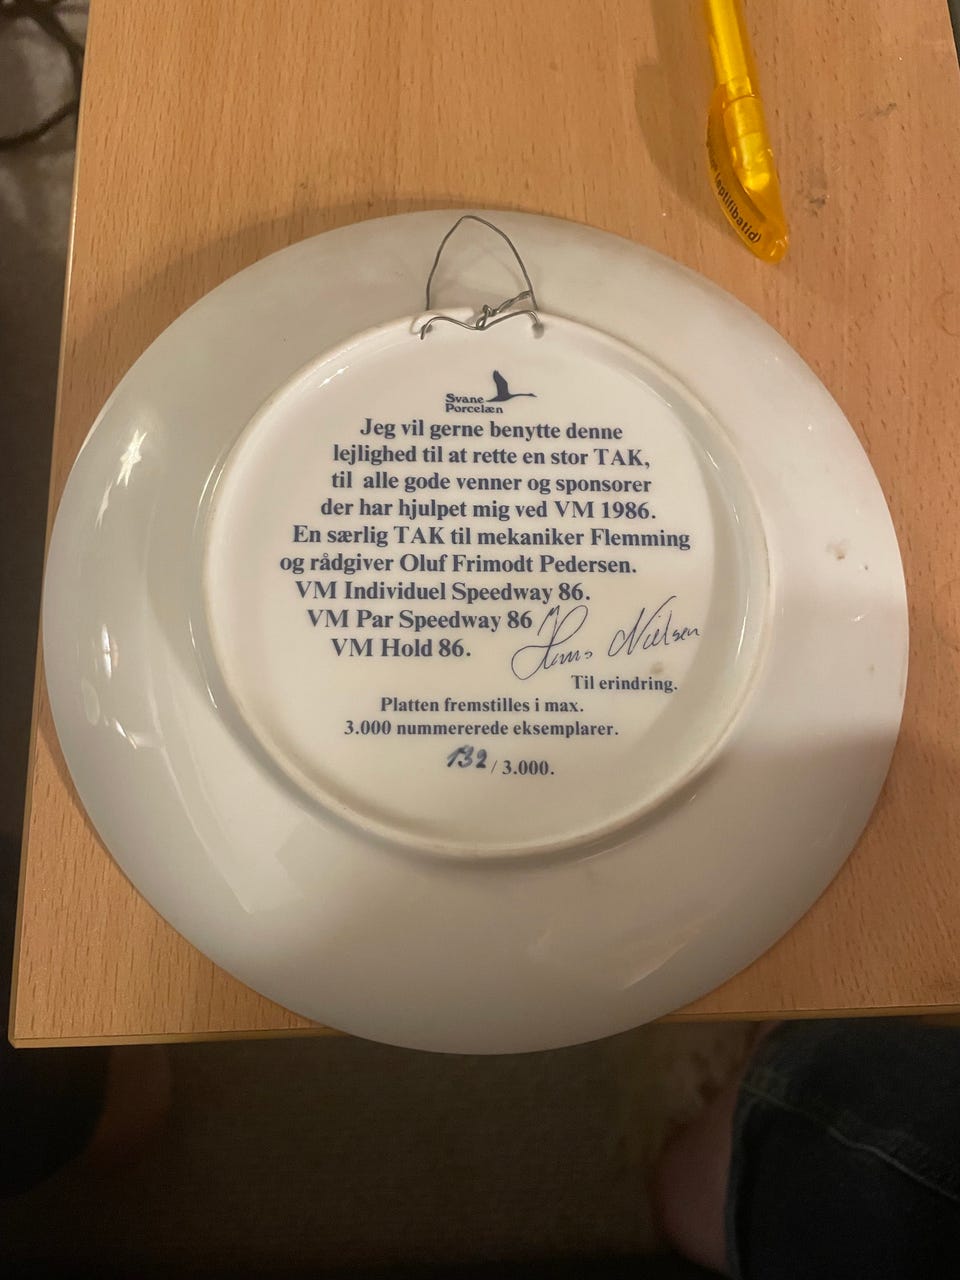 (eptifibatid)
Svane
Porcelæn
Jeg vil gerne benytte denne
lejlighed til at rette en stor TAK,
til alle gode venner og sponsorer
der har hjulpet mig ved VM 1986.
En særlig TAK til mekaniker Flemming
og rådgiver Oluf Frimodt Pedersen.
VM Individuel Speedway 86.
VM Par Speedway 86
VM Hold 86.
Hans Nielsen
Til erindring.
Platten fremstilles i max.
3.000 nummererede eksemplarer.
132 / 3.000.